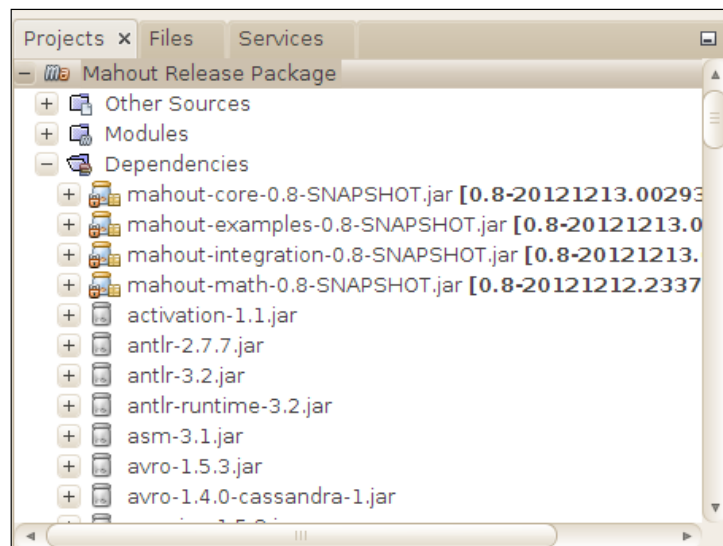 Projects Files Services
Mahout Release Package
Other Sources
Modules
Dependencies
mahout-core-0.8-SNAPSHOT.jar [0.8-20121213.00293
mahout-examples-0.8-SNAPSHOT.jar [0.8-20121213.0
mahout-integration-0.8-SNAPSHOT.jar [0.8-20121213.
mahout-math-0.8-SNAPSHOT.jar [0.8-20121212.2337
activation-1.1.jar
antlr-2.7.7.jar
antlr-3.2.jar
antlr-runtime-3.2.jar
asm-3.1.jar
avro-1.5.3.jar
avro-1.4.0-cassandra-1.jar